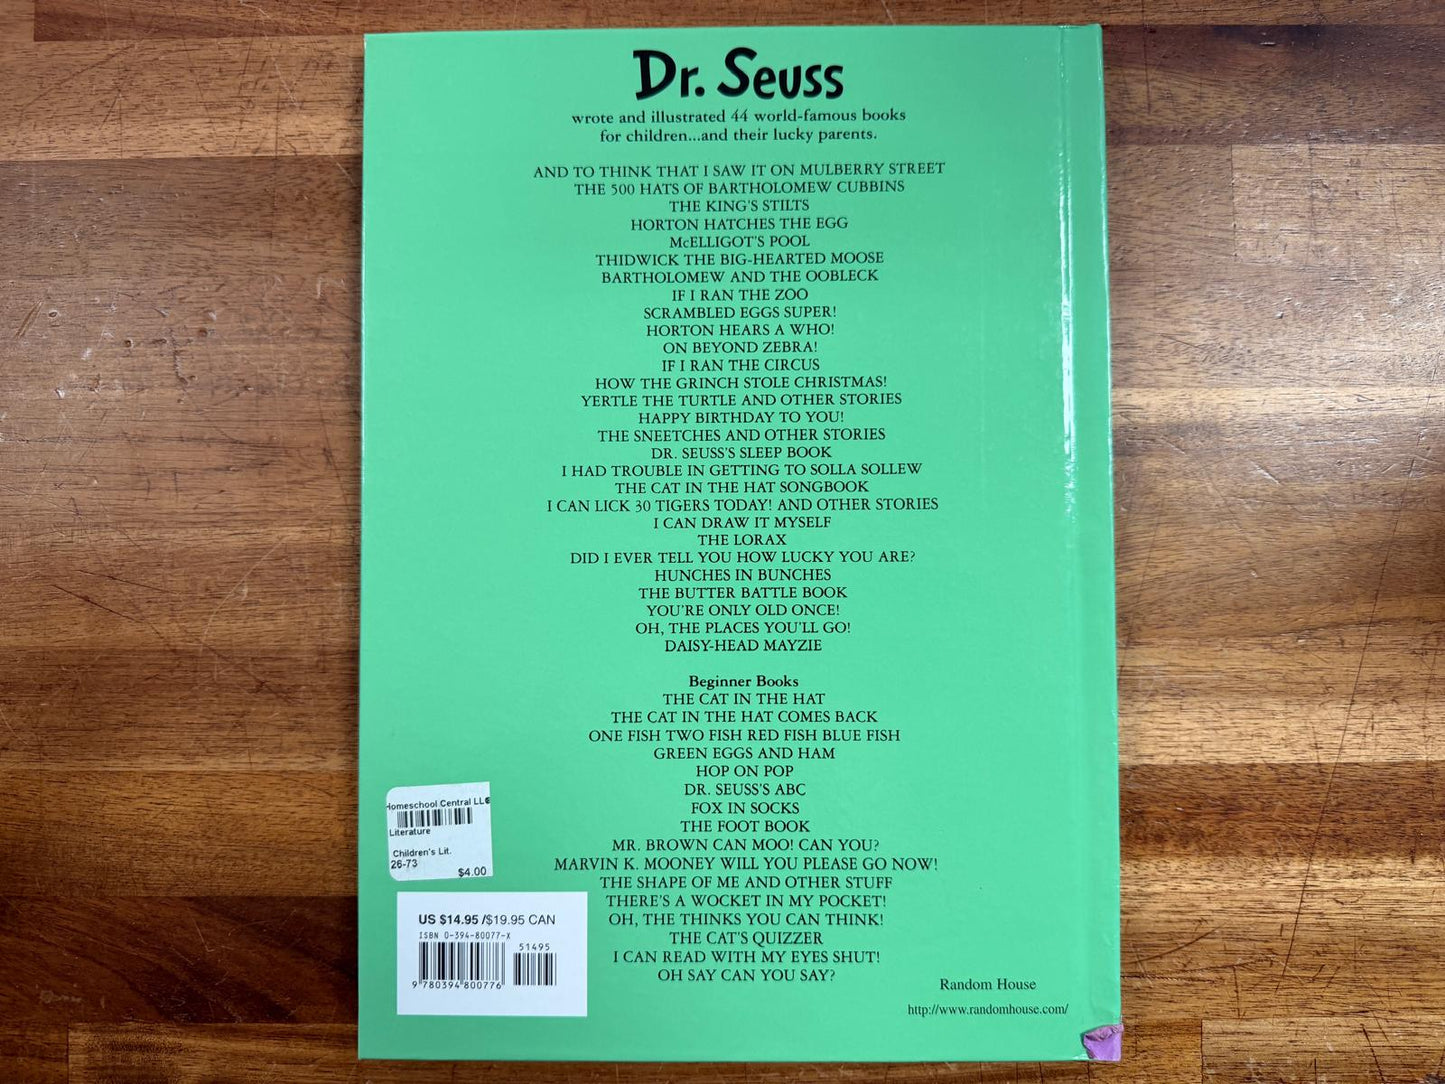 Dr. Seuss
wrote and illustrated 44 world-famous books
for children...and their lucky parents.
AND TO THINK THAT I SAW IT ON MULBERRY STREET
THE 500 HATS OF BARTHOLOMEW CUBBINS
THE KING'S STILTS
HORTON HATCHES THE EGG
McELLIGOT'S POOL
THIDWICK THE BIG-HEARTED MOOSE
BARTHOLOMEW AND THE OOBLECK
IF I RAN THE ZOO
SCRAMBLED EGGS SUPER!
HORTON HEARS A WHO!
ON BEYOND ZEBRA!
IF I RAN THE CIRCUS
HOW THE GRINCH STOLE CHRISTMAS!
YERTLE THE TURTLE AND OTHER STORIES
HAPPY BIRTHDAY TO YOU!
THE SNEETCHES AND OTHER STORIES
DR. SEUSS'S SLEEP BOOK
I HAD TROUBLE IN GETTING TO SOLLA SOLLEW
THE CAT IN THE HAT SONGBOOK
I CAN LICK 30 TIGERS TODAY! AND OTHER STORIES
I CAN DRAW IT MYSELF
THE LORAX
DID I EVER TELL YOU HOW LUCKY YOU ARE?
HUNCHES IN BUNCHES
THE BUTTER BATTLE BOOK
YOU'RE ONLY OLD ONCE!
OH, THE PLACES YOU'LL GO!
DAISY-HEAD MAYZIE
Beginner Books
THE CAT IN THE HAT
THE CAT IN THE HAT COMES BACK
ONE FISH TWO FISH RED FISH BLUE FISH
GREEN EGGS AND HAM
HOP ON POP
DR. SEUSS'S ABC
FOX IN SOCKS
THE FOOT BOOK
MR. BROWN CAN MOO! CAN YOU?
MARVIN K. MOONEY WILL YOU PLEASE GO NOW!
THE SHAPE OF ME AND OTHER STUFF
THERE'S A WOCKET IN MY POCKET!
OH, THE THINKS YOU CAN THINK!
THE CAT'S QUIZZER
I CAN READ WITH MY EYES SHUT!
OH SAY CAN YOU SAY?
Homeschool Central LLC
Literature
Children's Lit.
26-73
$4.00
US $14.95 /$19.95 CAN
ISBN 0-394-80077-X
51495
9 780394 800776
Random House
http://www.randomhouse.com/